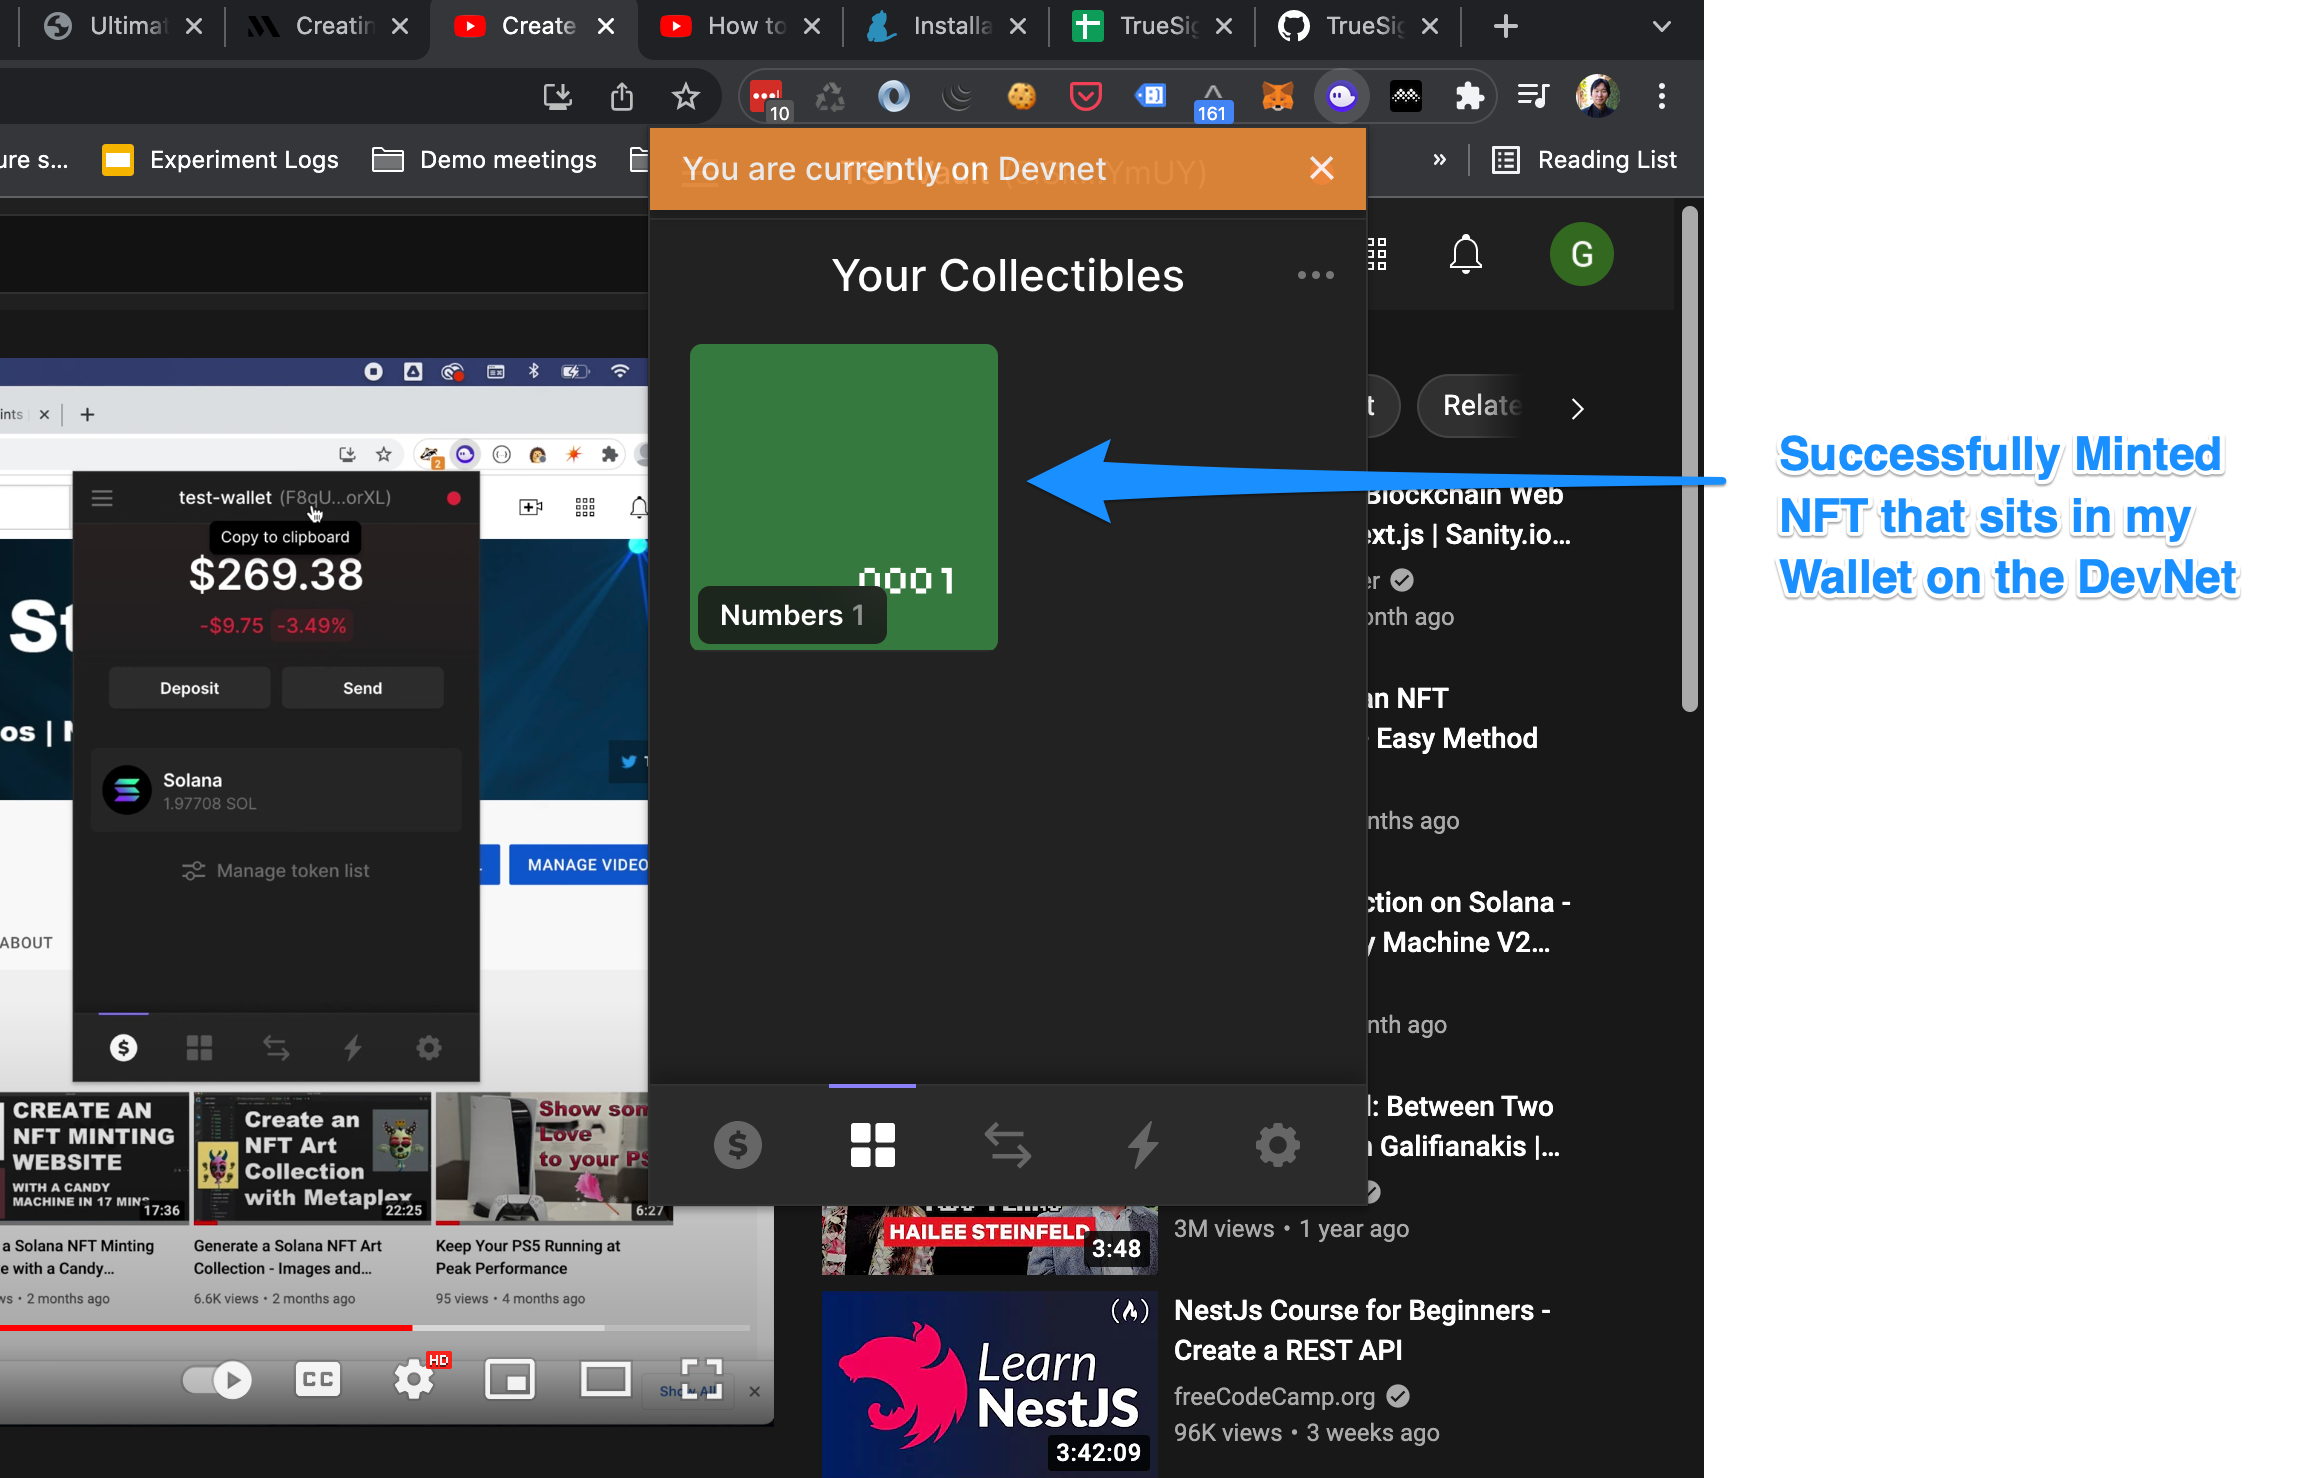 Ultimat
Creatin
Create
How to
Installa
TrueSig
TrueSig
10
161
ure s...
Experiment Logs
Demo meetings
»
Reading List
You are currently on Devnet
Your Collectibles
G
0001
Numbers 1
Successfully Minted
NFT that sits in my
Wallet on the DevNet
ints
2
test-wallet (F8qU...orXL)
Copy to clipboard
$269.38
-$9.75 -3.49%
Deposit
Send
Solana
1.97708 SOL
Manage token list
St
os | N
MANAGE VIDEO
ABOUT
t
Relate
Blockchain Web
ext.js | Sanity.io...
er
onth ago
an NFT
Easy Method
nths ago
ction on Solana -
y Machine V2...
nth ago
: Between Two
Galifianakis |...
3M views • 1 year ago
HAILEE STEINFELD
3:48
CREATE AN
NFT MINTING
WEBSITE
WITH A CANDY
MACHINE IN 17 MINS
17:36
Create an
NFT Art
Collection
with Metaplex
22:25
Show som
Love
to your PS
6:27
a Solana NFT Minting
e with a Candy...
ws • 2 months ago
Generate a Solana NFT Art
Collection - Images and...
6.6K views • 2 months ago
Keep Your PS5 Running at
Peak Performance
95 views • 4 months ago
CC
HD
Show All
Learn
NestJS
3:42:09
NestJs Course for Beginners -
Create a REST API
freeCodeCamp.org
96K views • 3 weeks ago